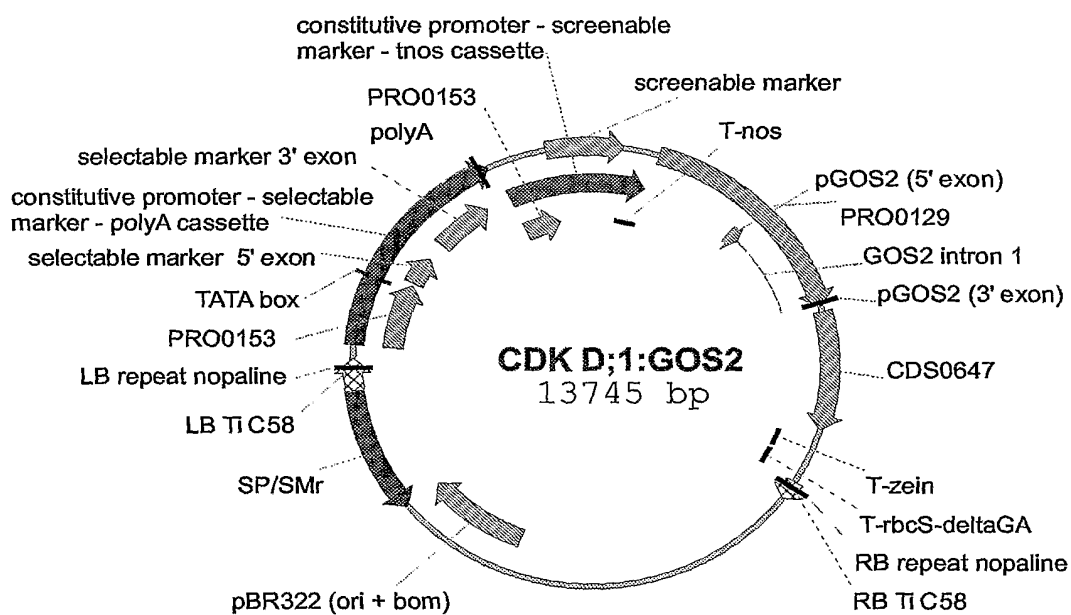 constitutive promoter - screenable
marker - tnos cassette
screenable marker
PRO0153
T-nos
polyA
selectable marker 3' exon
pGOS2 (5' exon)
constitutive promoter - selectable
marker - polyA cassette
PRO0129
selectable marker 5' exon
GOS2 intron 1
TATA box
pGOS2 (3' exon)
PRO0153
CDK D;1:GOS2
13745 bp
LB repeat nopaline
CDS0647
LB Ti C58
SP/SMr
T-zein
T-rbcS-deltaGA
RB repeat nopaline
pBR322 (ori + bom)
RB Ti C58